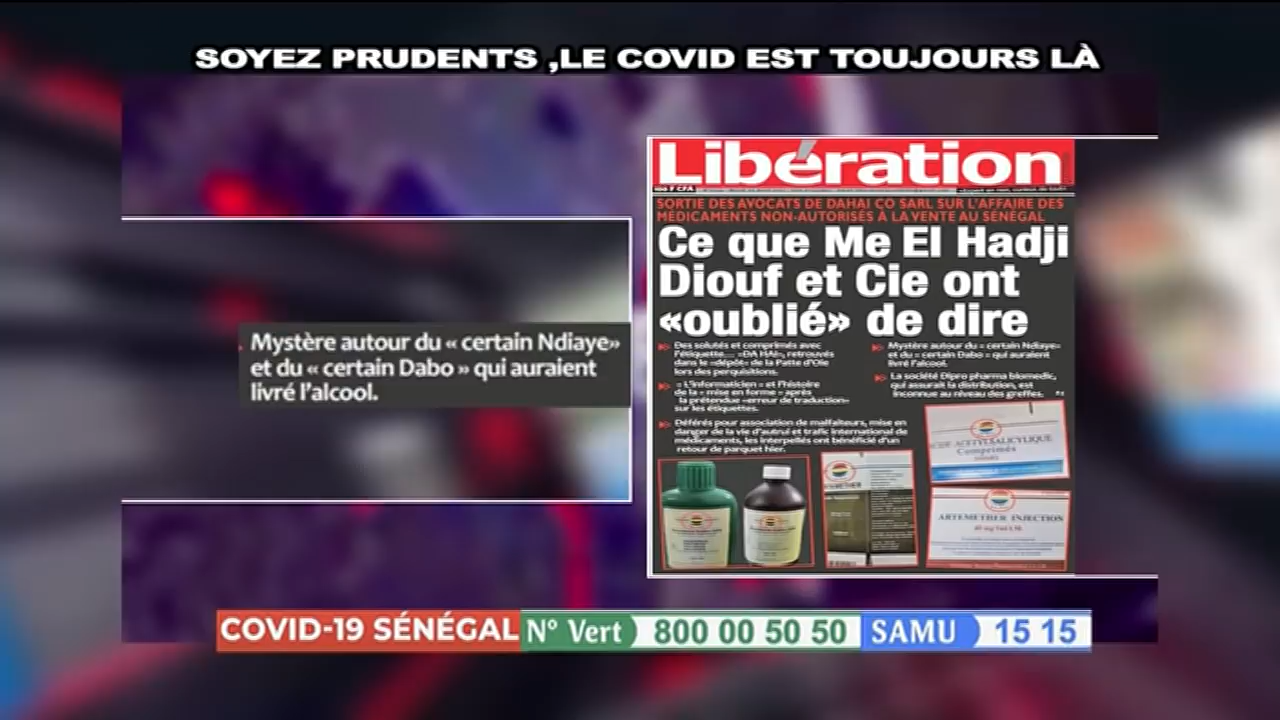 SOYEZ PRUDENTS ,LE COVID EST TOUJOURS LÀ
Mystère autour du « certain Ndiaye»
et du « certain Dabo » qui auraient
livré l'alcool.
Libération
100 F CFA
SORTIE DES AVOCATS DE DAHAI CO SARL SUR L'AFFAIRE DES
MÉDICAMENTS NON-AUTORISÉS À LA VENTE AU SÉNÉGAL
Ce que Me El Hadji
Diouf et Cie ont
«oublié» de dire
Des solutés et comprimés avec
l'étiquette.... «DA HAI», retrouvés
dans le «dépôt» de la Patte d'Oie
lors des perquisitions.
« L'informaticien » et l'histoire
de la « mise en forme » après
la prétendue «erreur de traduction»
sur les étiquettes.
Déférés pour association de malfaiteurs, mise en
danger de la vie d'autrui et trafic international de
médicaments, les interpellés ont bénéficié d'un
retour de parquet hier.
Mystère autour du « certain Ndiaye»
et du « certain Dabo » qui auraient
livré l'alcool.
La société Dipro pharma biomedic,
qui assurait la distribution, est
inconnue au niveau des greffes.
ACETYLSALICYLIQUE
Comprimés
ARTEMETHER INJECTION
COVID-19 SÉNÉGAL N° Vert 800 00 50 50 SAMU 15 15